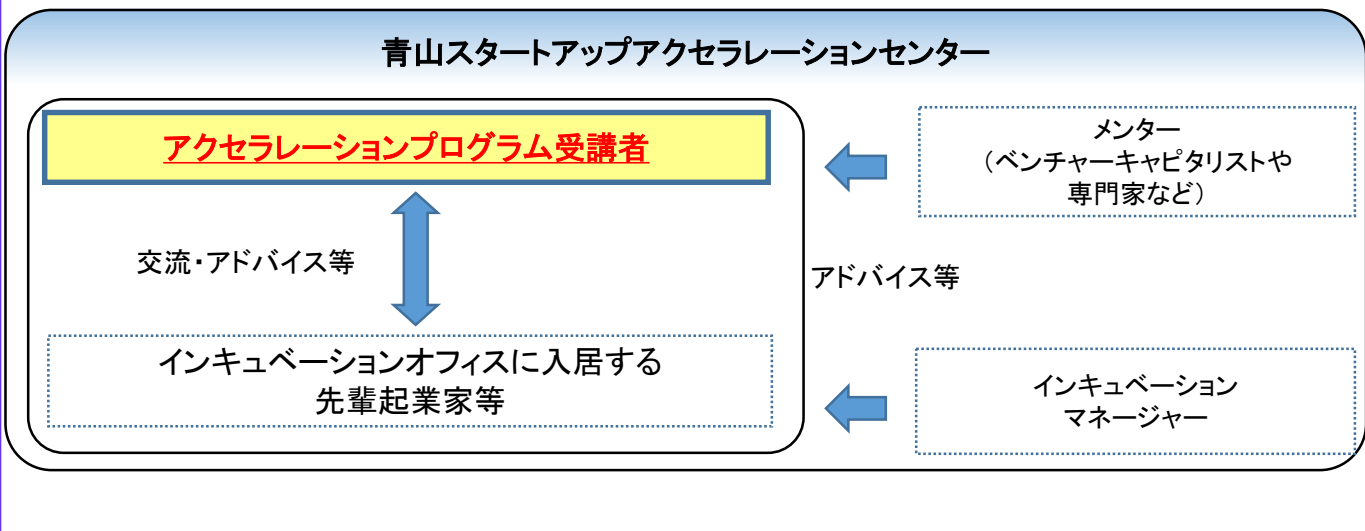 青山スタートアップアクセラレーションセンター
アクセラレーションプログラム受講者
交流・アドバイス等
インキュベーションオフィスに入居する
先輩起業家等
メンター
（ベンチャーキャピタリストや
専門家など）
アドバイス等
インキュベーション
マネージャー